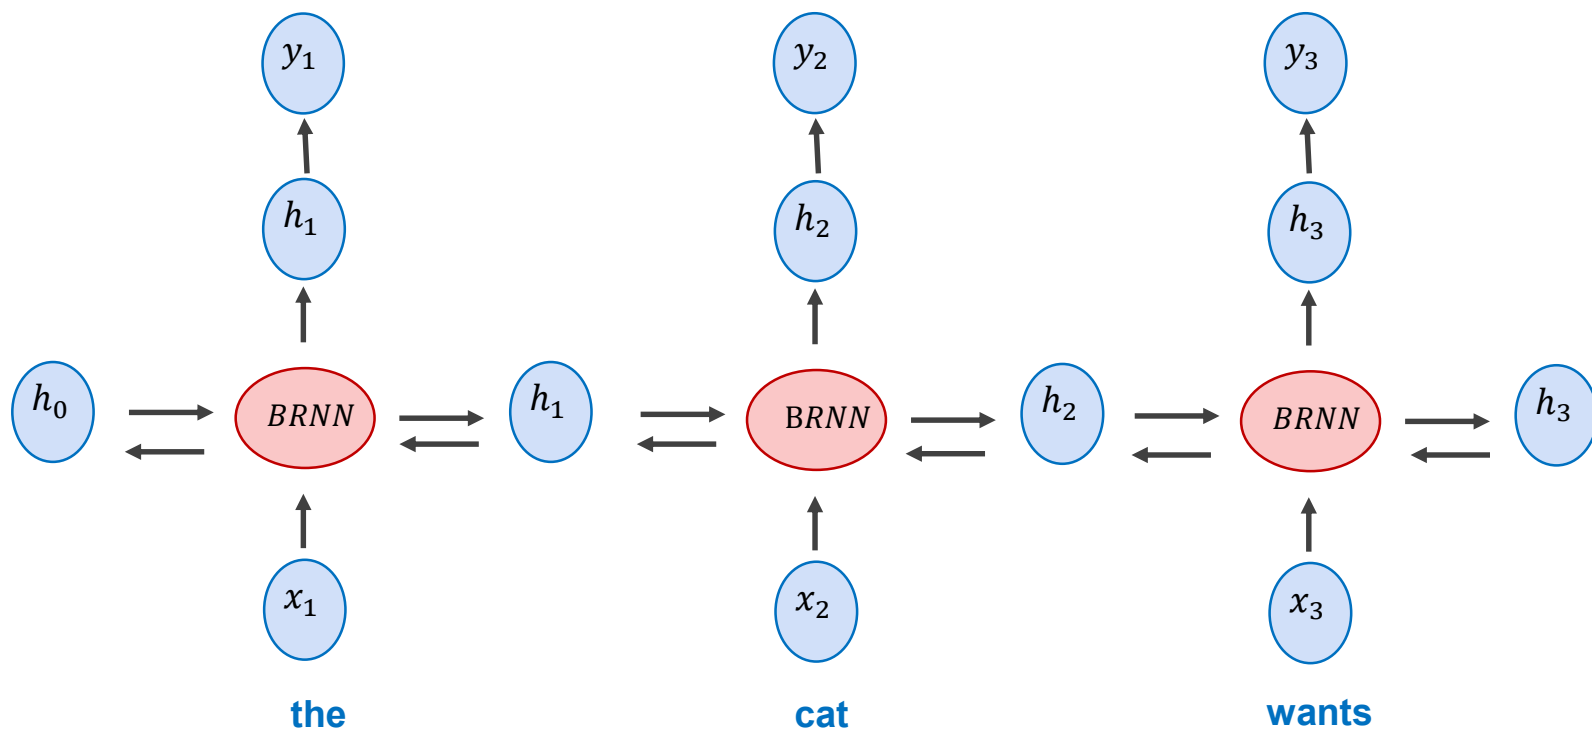 y₁ y₂ y₃
h₁ h₂ h₃
h₀ BRNN h₁ BRNN h₂ BRNN h₃
x₁ x₂ x₃
the cat wants